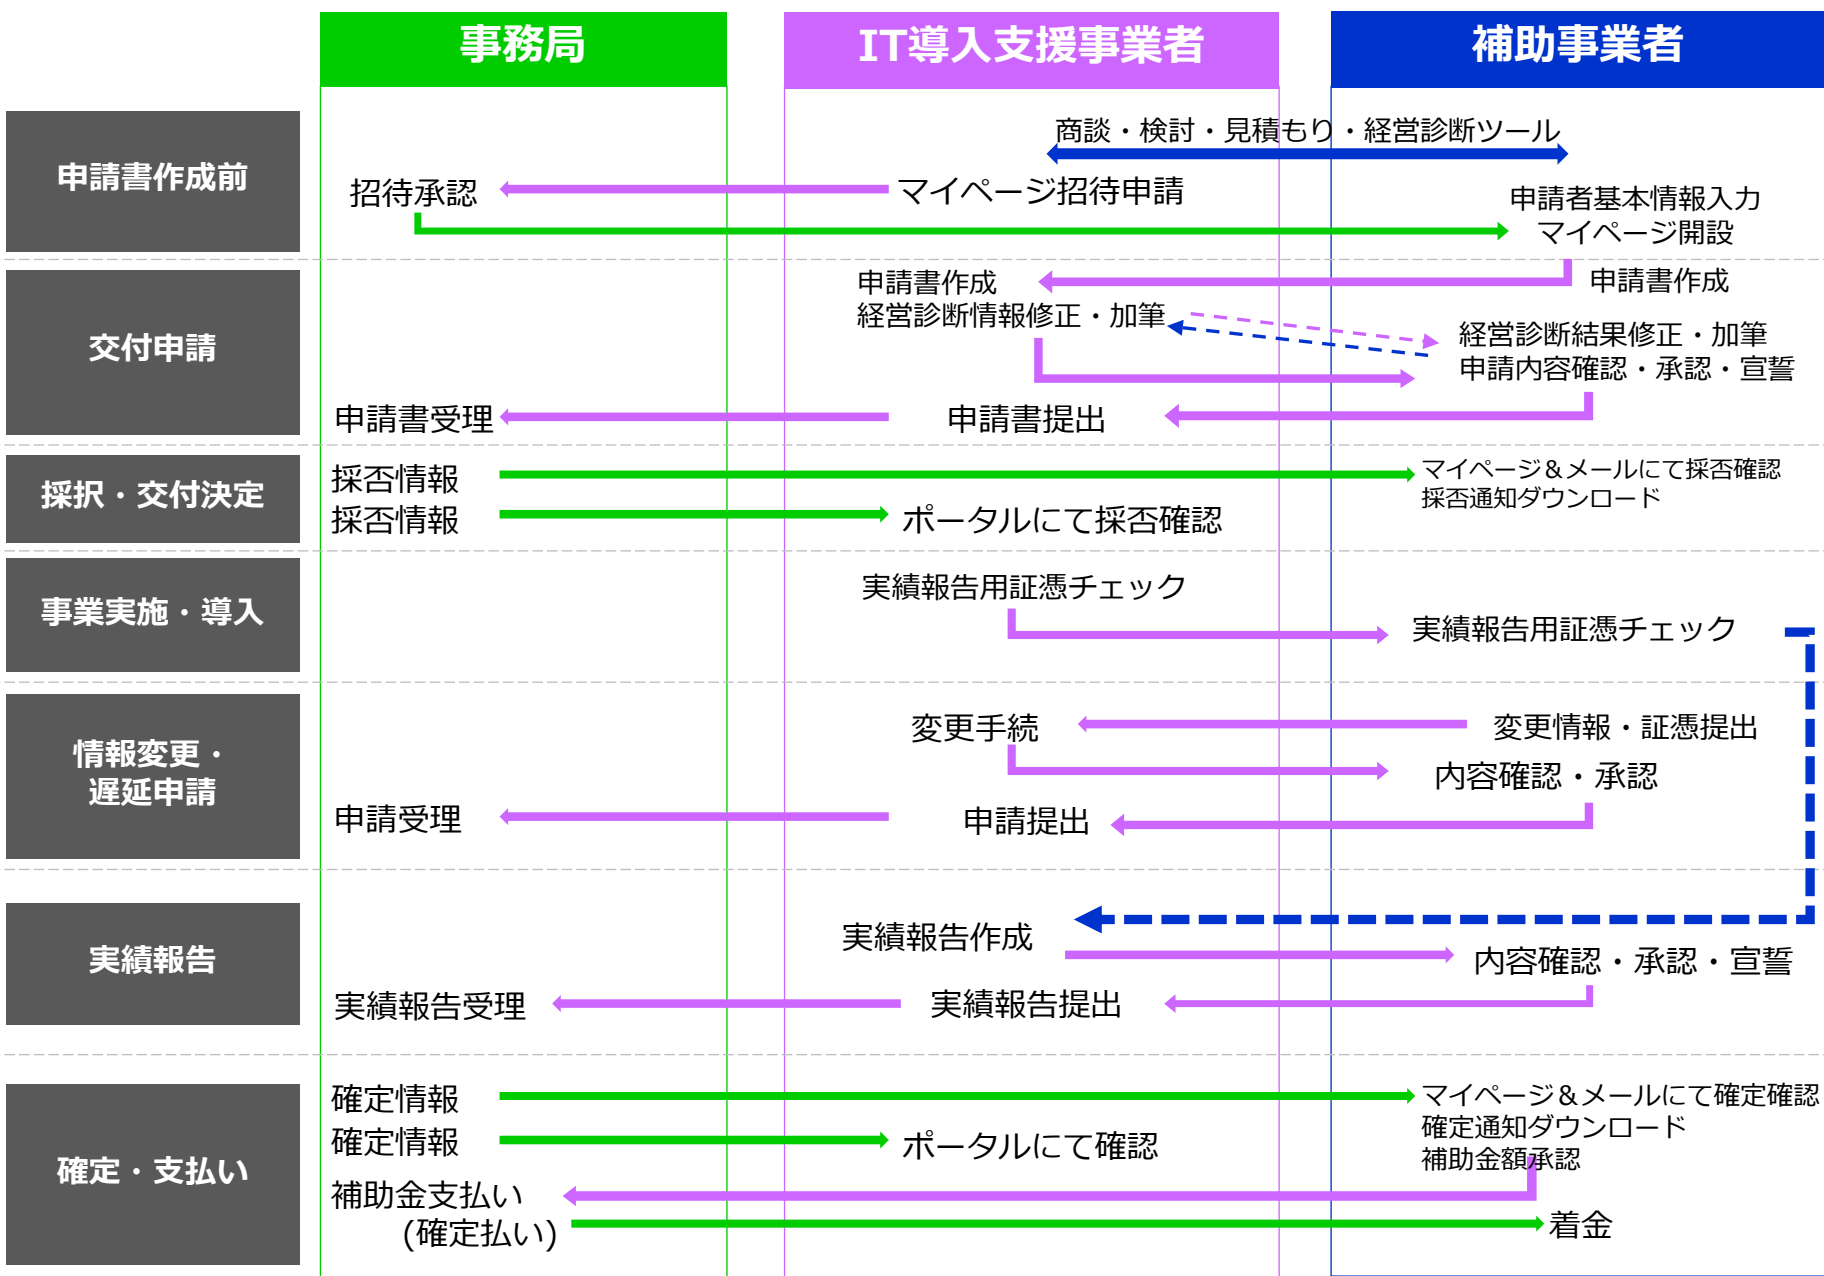 事務局
IT導入支援事業者
補助事業者
申請書作成前
商談・検討・見積もり・経営診断ツール
招待承認
マイページ招待申請
申請者基本情報入力
マイページ開設
交付申請
申請書作成
経営診断情報修正・加筆
申請書作成
経営診断結果修正・加筆
申請内容確認・承認・宣誓
申請書受理
申請書提出
採択・交付決定
採否情報
マイページ&メールにて採否確認
採否通知ダウンロード
採否情報
ポータルにて採否確認
事業実施・導入
実績報告用証憑チェック
実績報告用証憑チェック
情報変更・
遅延申請
変更手続
変更情報・証憑提出
内容確認・承認
申請受理
申請提出
実績報告
実績報告作成
内容確認・承認・宣誓
実績報告受理
実績報告提出
確定・支払い
確定情報
マイページ&メールにて確定確認
確定通知ダウンロード
補助金額承認
確定情報
ポータルにて確認
補助金支払い
(確定払い)
着金